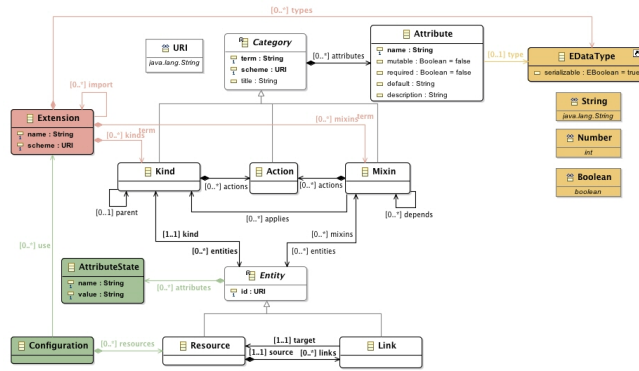 [0..*] types
Category
term : String
scheme : URI
title : String
URI
java.lang.String
[0..*] attributes
Attribute
name : String
mutable : Boolean = false
required : Boolean = false
default : String
description : String
[0..1] type
EDataType
serializable : EBoolean = true
String
java.lang.String
Number
int
Boolean
boolean
[0..*] import
Extension
name : String
scheme : URI
term
[0..*] kinds
term
[0..*] mixins
Kind
Action
Mixin
[0..*] actions
[0..*] actions
[0..1] parent
[0..*] applies
[0..*] depends
[1..1] kind
[0..*] mixins
[0..*] entities
[0..*] entities
[0..*] use
AttributeState
name : String
value : String
[0..*] attributes
Entity
id : URI
Configuration
[0..*] resources
Resource
[1..1] target
[1..1] source
[0..*] links
Link